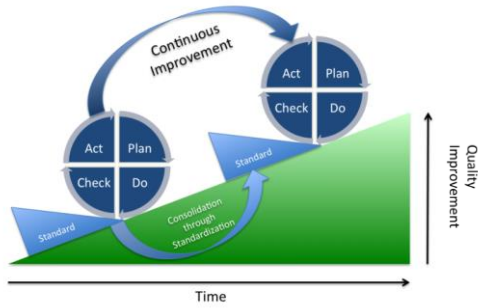 Continuous
Improvement
Act Plan
Check Do
Act Plan
Check Do
Standard
Standard
Consolidation
through
Standardization
Quality
Improvement
Time